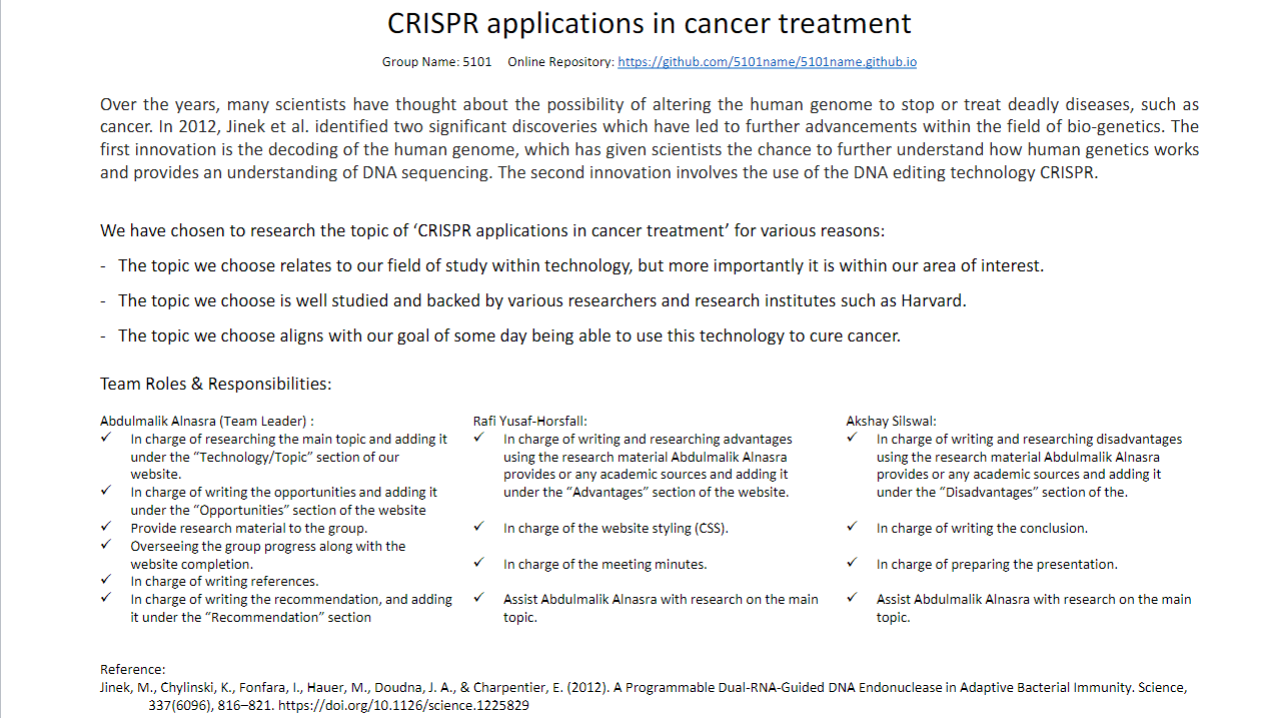 CRISPR applications in cancer treatment
Group Name: 5101 Online Repository: https://github.com/5101name/5101name.github.io
Over the years, many scientists have thought about the possibility of altering the human genome to stop or treat deadly diseases, such as
cancer. In 2012, Jinek et al. identified two significant discoveries which have led to further advancements within the field of bio-genetics. The
first innovation is the decoding of the human genome, which has given scientists the chance to further understand how human genetics works
and provides an understanding of DNA sequencing. The second innovation involves the use of the DNA editing technology CRISPR.
We have chosen to research the topic of ‘CRISPR applications in cancer treatment’ for various reasons:
- The topic we choose relates to our field of study within technology, but more importantly it is within our area of interest.
- The topic we choose is well studied and backed by various researchers and research institutes such as Harvard.
- The topic we choose aligns with our goal of some day being able to use this technology to cure cancer.
Team Roles & Responsibilities:
Abdulmalik Alnasra (Team Leader) :
✓ In charge of researching the main topic and adding it
under the “Technology/Topic” section of our
website.
✓ In charge of writing the opportunities and adding it
under the “Opportunities” section of the website
✓ Provide research material to the group.
✓ Overseeing the group progress along with the
website completion.
✓ In charge of writing references.
✓ In charge of writing the recommendation, and adding
it under the “Recommendation” section
Rafi Yusaf-Horsfall:
✓ In charge of writing and researching advantages
using the research material Abdulmalik Alnasra
provides or any academic sources and adding it
under the “Advantages” section of the website.
✓ In charge of the website styling (CSS).
✓ In charge of the meeting minutes.
✓ Assist Abdulmalik Alnasra with research on the main
topic.
Akshay Silswal:
✓ In charge of writing and researching disadvantages
using the research material Abdulmalik Alnasra
provides or any academic sources and adding it
under the “Disadvantages” section of the.
✓ In charge of writing the conclusion.
✓ In charge of preparing the presentation.
✓ Assist Abdulmalik Alnasra with research on the main
topic.
Reference:
Jinek, M., Chylinski, K., Fonfara, I., Hauer, M., Doudna, J. A., & Charpentier, E. (2012). A Programmable Dual-RNA-Guided DNA Endonuclease in Adaptive Bacterial Immunity. Science,
337(6096), 816–821. https://doi.org/10.1126/science.1225829